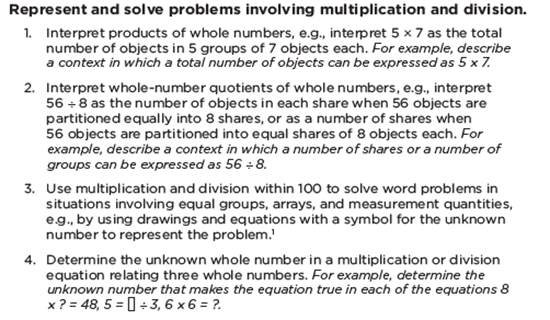 Represent and solve problems involving multiplication and division.
1. Interpret products of whole numbers, e.g., interpret 5 × 7 as the total
number of objects in 5 groups of 7 objects each. For example, describe
a context in which a total number of objects can be expressed as 5 x 7.
2. Interpret whole-number quotients of whole numbers, e.g., interpret
56 ÷ 8 as the number of objects in each share when 56 objects are
partitioned equally into 8 shares, or as a number of shares when
56 objects are partitioned into equal shares of 8 objects each. For
example, describe a context in which a number of shares or a number of
groups can be expressed as 56 ÷ 8.
3. Use multiplication and division within 100 to solve word problems in
situations involving equal groups, arrays, and measurement quantities,
e.g., by using drawings and equations with a symbol for the unknown
number to represent the problem.¹
4. Determine the unknown whole number in a multiplication or division
equation relating three whole numbers. For example, determine the
unknown number that makes the equation true in each of the equations 8
x ? = 48, 5 = [] ÷ 3, 6 x 6 = ?.